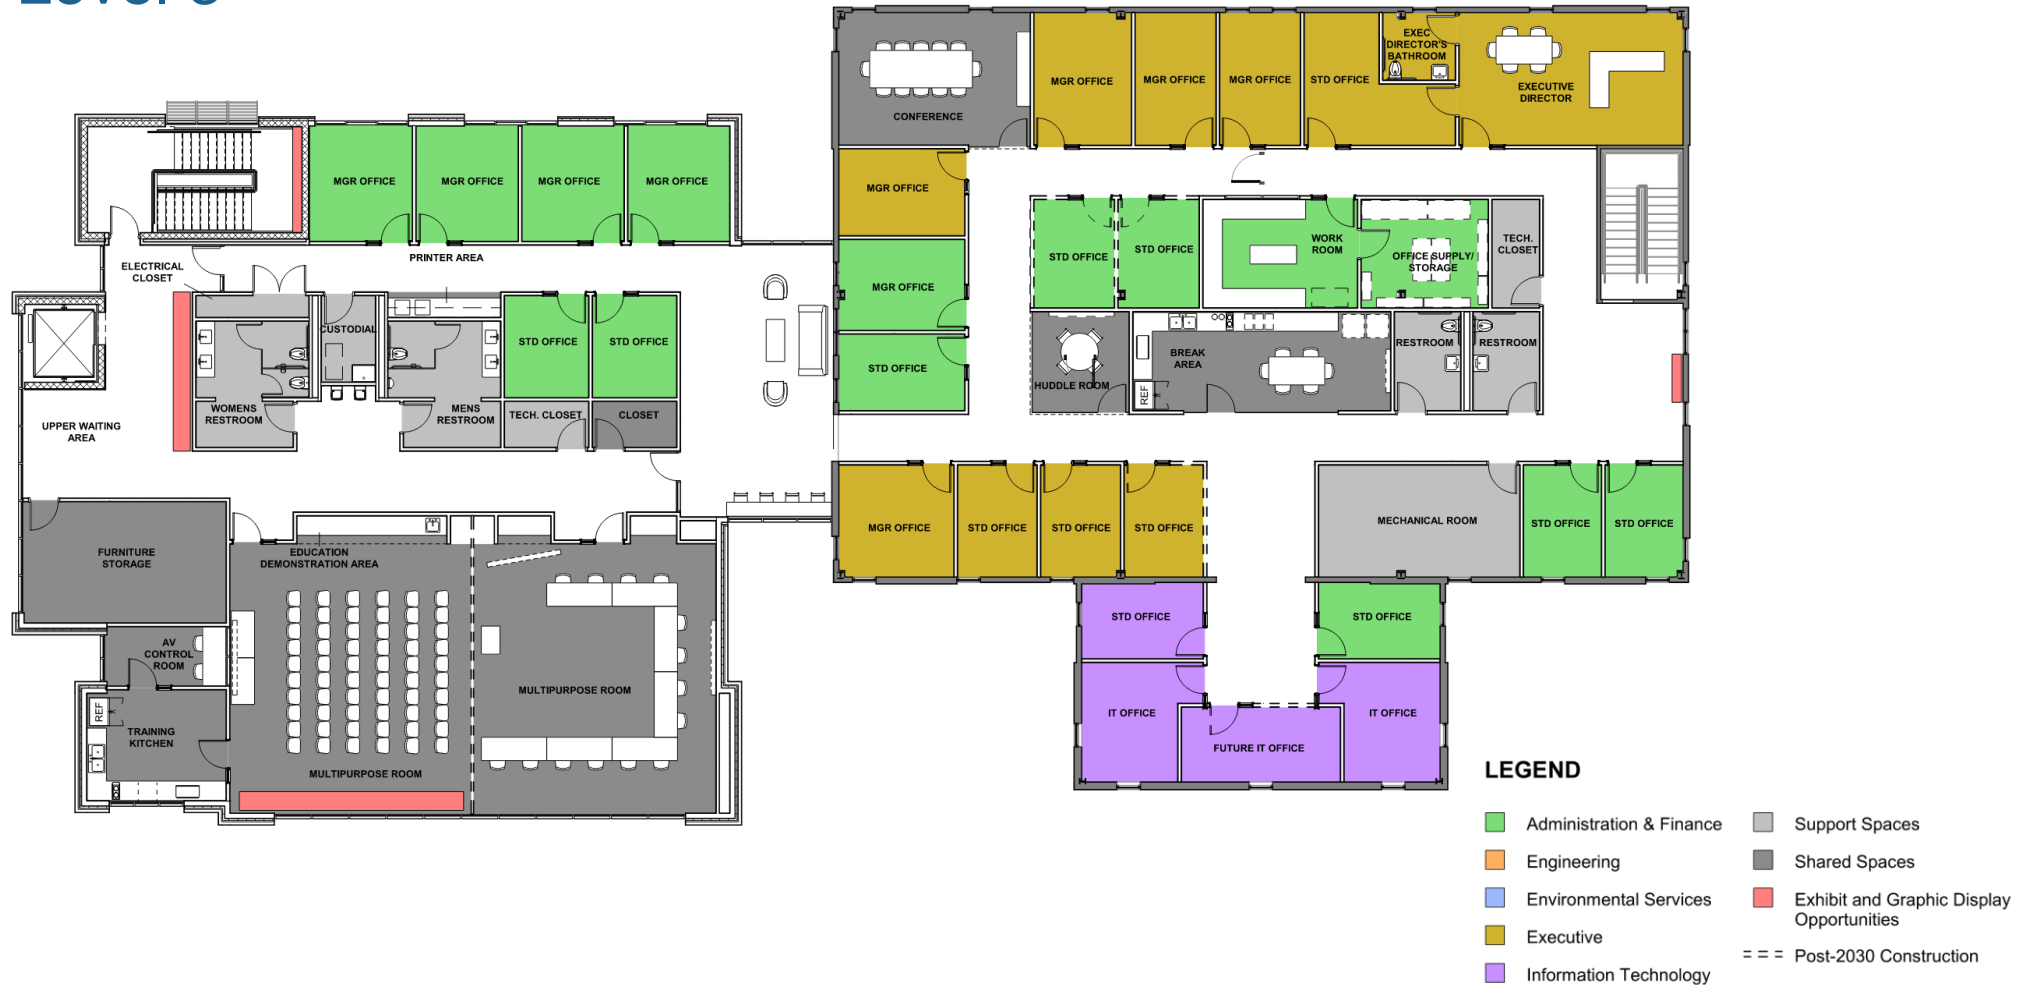 CONFERENCE
MGR OFFICE
MGR OFFICE
MGR OFFICE
STD OFFICE
EXEC
DIRECTOR'S
BATHROOM
EXECUTIVE
DIRECTOR
MGR OFFICE
MGR OFFICE
MGR OFFICE
MGR OFFICE
MGR OFFICE
PRINTER AREA
ELECTRICAL
CLOSET
MGR OFFICE
STD OFFICE
STD OFFICE
STD OFFICE
WORK
ROOM
OFFICE SUPPLY/
STORAGE
TECH.
CLOSET
CUSTODIAL
STD OFFICE
STD OFFICE
HUDDLE ROOM
BREAK
AREA
REF
RESTROOM
RESTROOM
WOMENS
RESTROOM
MENS
RESTROOM
TECH. CLOSET
CLOSET
UPPER WAITING
AREA
MGR OFFICE
STD OFFICE
STD OFFICE
STD OFFICE
MECHANICAL ROOM
STD OFFICE
STD OFFICE
FURNITURE
STORAGE
EDUCATION
DEMONSTRATION AREA
STD OFFICE
STD OFFICE
AV
CONTROL
ROOM
MULTIPURPOSE ROOM
IT OFFICE
IT OFFICE
FUTURE IT OFFICE
REF
TRAINING
KITCHEN
MULTIPURPOSE ROOM
LEGEND
Administration & Finance
Engineering
Environmental Services
Executive
Information Technology
Support Spaces
Shared Spaces
Exhibit and Graphic Display
Opportunities
Post-2030 Construction